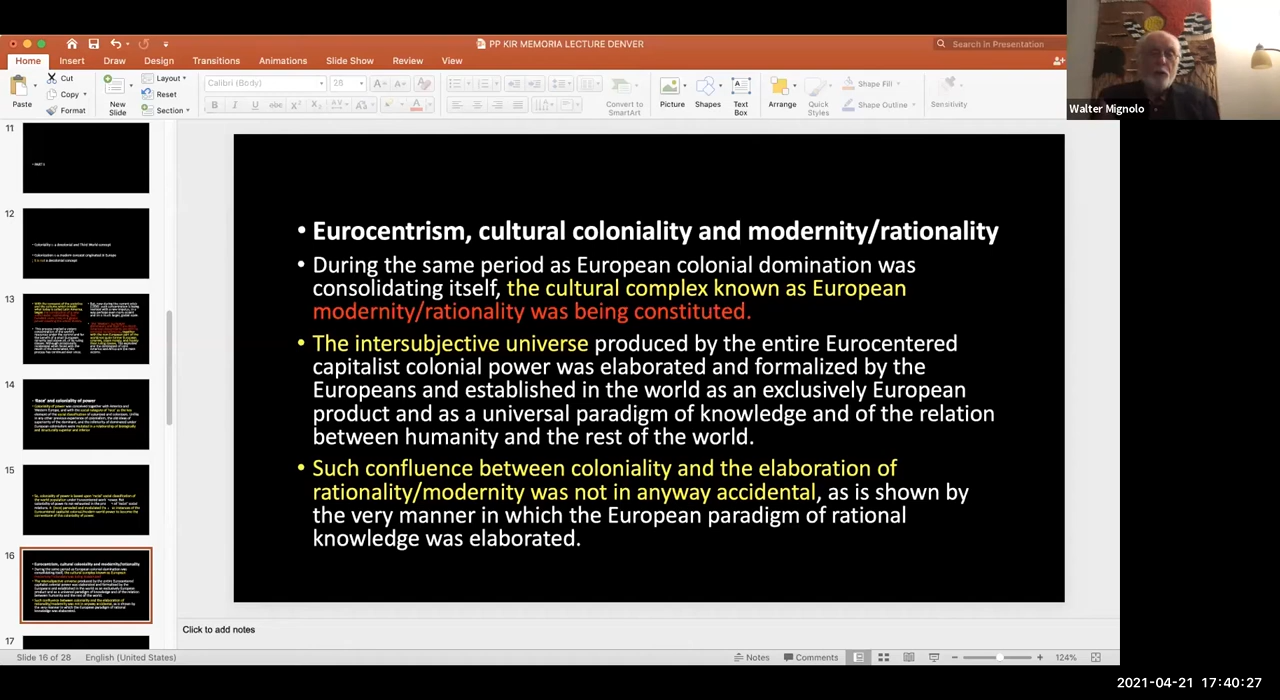 PP KIR MEMORIA LECTURE DENVER
Search in Presentation
Home Insert Draw Design Transitions Animations Slide Show Review View
Paste
Cut
Copy
Format
New Slide
Layout
Reset
Section
Calibri (Body) 28
Convert to SmartArt
Picture
Shapes
Text Box
Arrange
Quick Styles
Shape Fill
Shape Outline
Sensitivity
Walter Mignolo
11
12
13
14
15
16
17
• Eurocentrism, cultural coloniality and modernity/rationality
• During the same period as European colonial domination was
consolidating itself, the cultural complex known as European
modernity/rationality was being constituted.
• The intersubjective universe produced by the entire Eurocentered
capitalist colonial power was elaborated and formalized by the
Europeans and established in the world as an exclusively European
product and as a universal paradigm of knowledge and of the relation
between humanity and the rest of the world.
• Such confluence between coloniality and the elaboration of
rationality/modernity was not in anyway accidental, as is shown by
the very manner in which the European paradigm of rational
knowledge was elaborated.
Click to add notes
Slide 16 of 28 English (United States)
Notes Comments 124%
2021-04-21 17:40:27